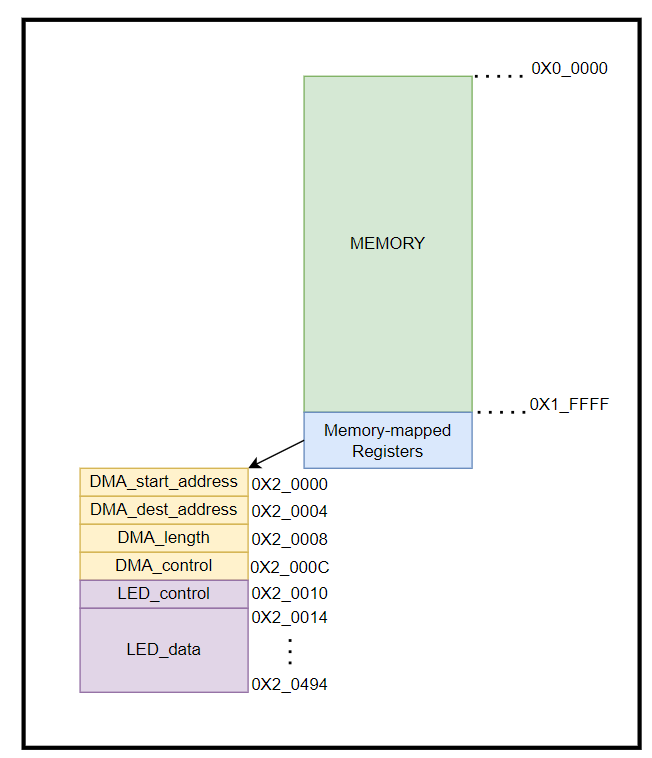 0X0_0000
MEMORY
0X1_FFFF
Memory-mapped
Registers
DMA_start_address 0X2_0000
DMA_dest_address 0X2_0004
DMA_length 0X2_0008
DMA_control 0X2_000C
LED_control 0X2_0010
0X2_0014
LED_data
0X2_0494